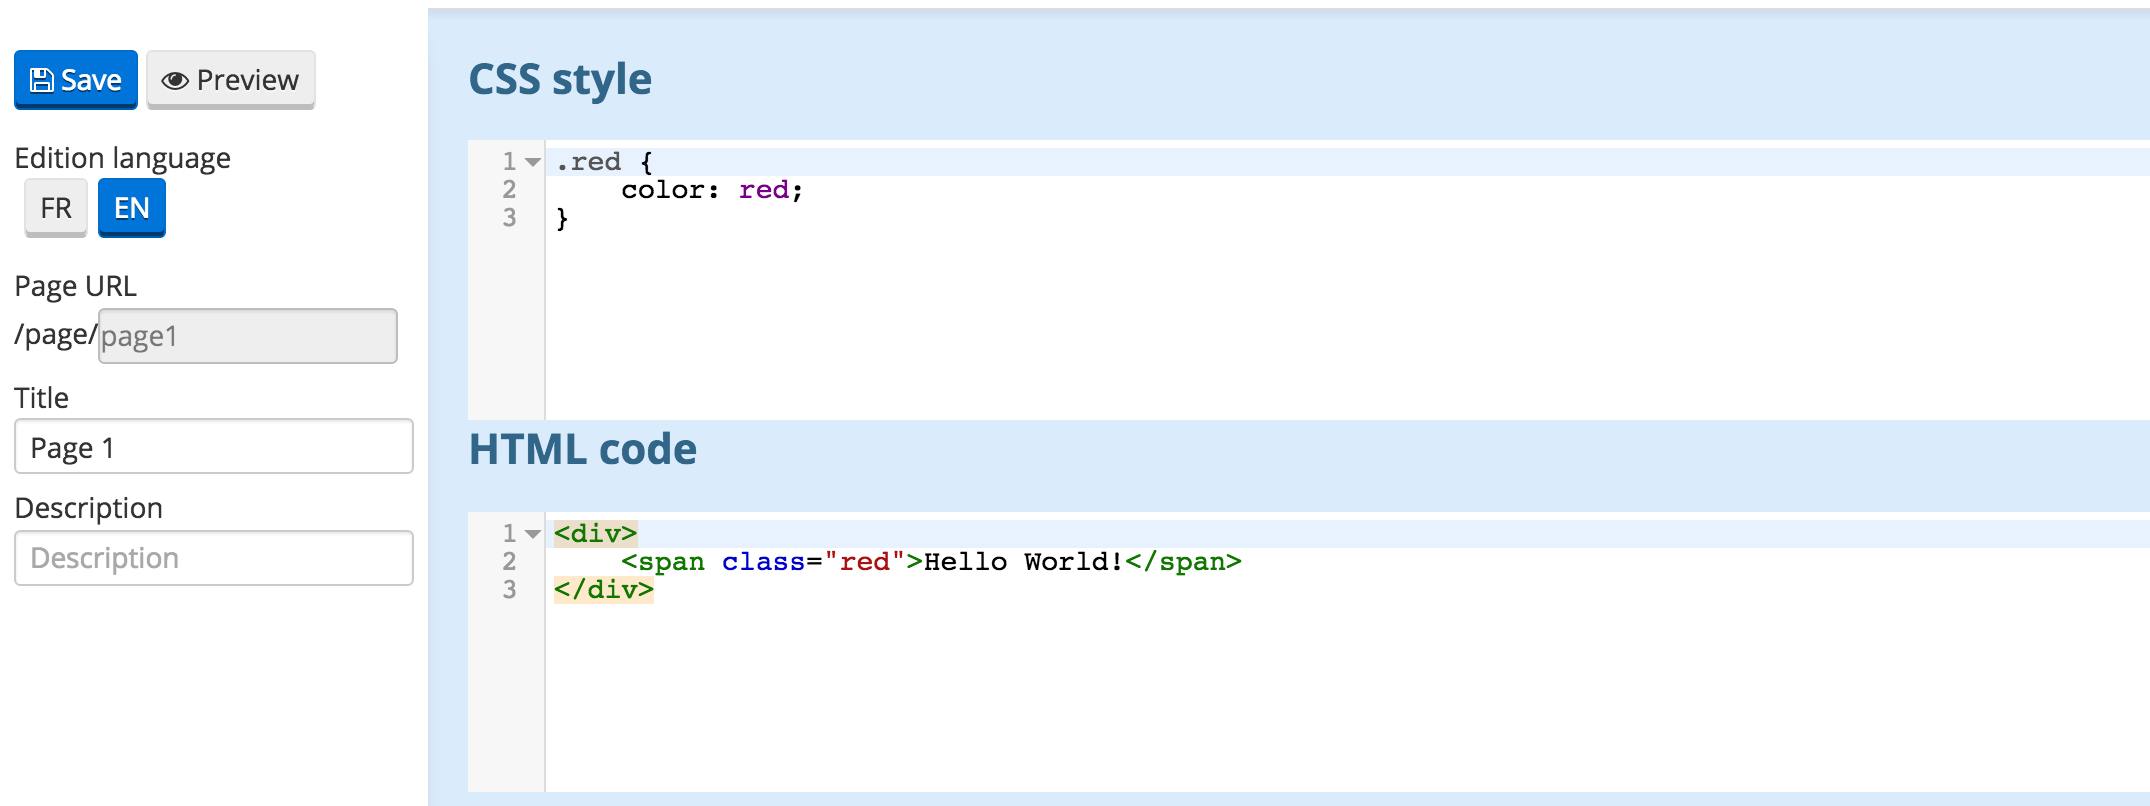 Save Preview
Edition language
FR EN
Page URL
/page/page1
Title
Page 1
Description
Description
CSS style
1 .red {
2     color: red;
3 }
HTML code
1 <div>
2     <span class="red">Hello World!</span>
3 </div>